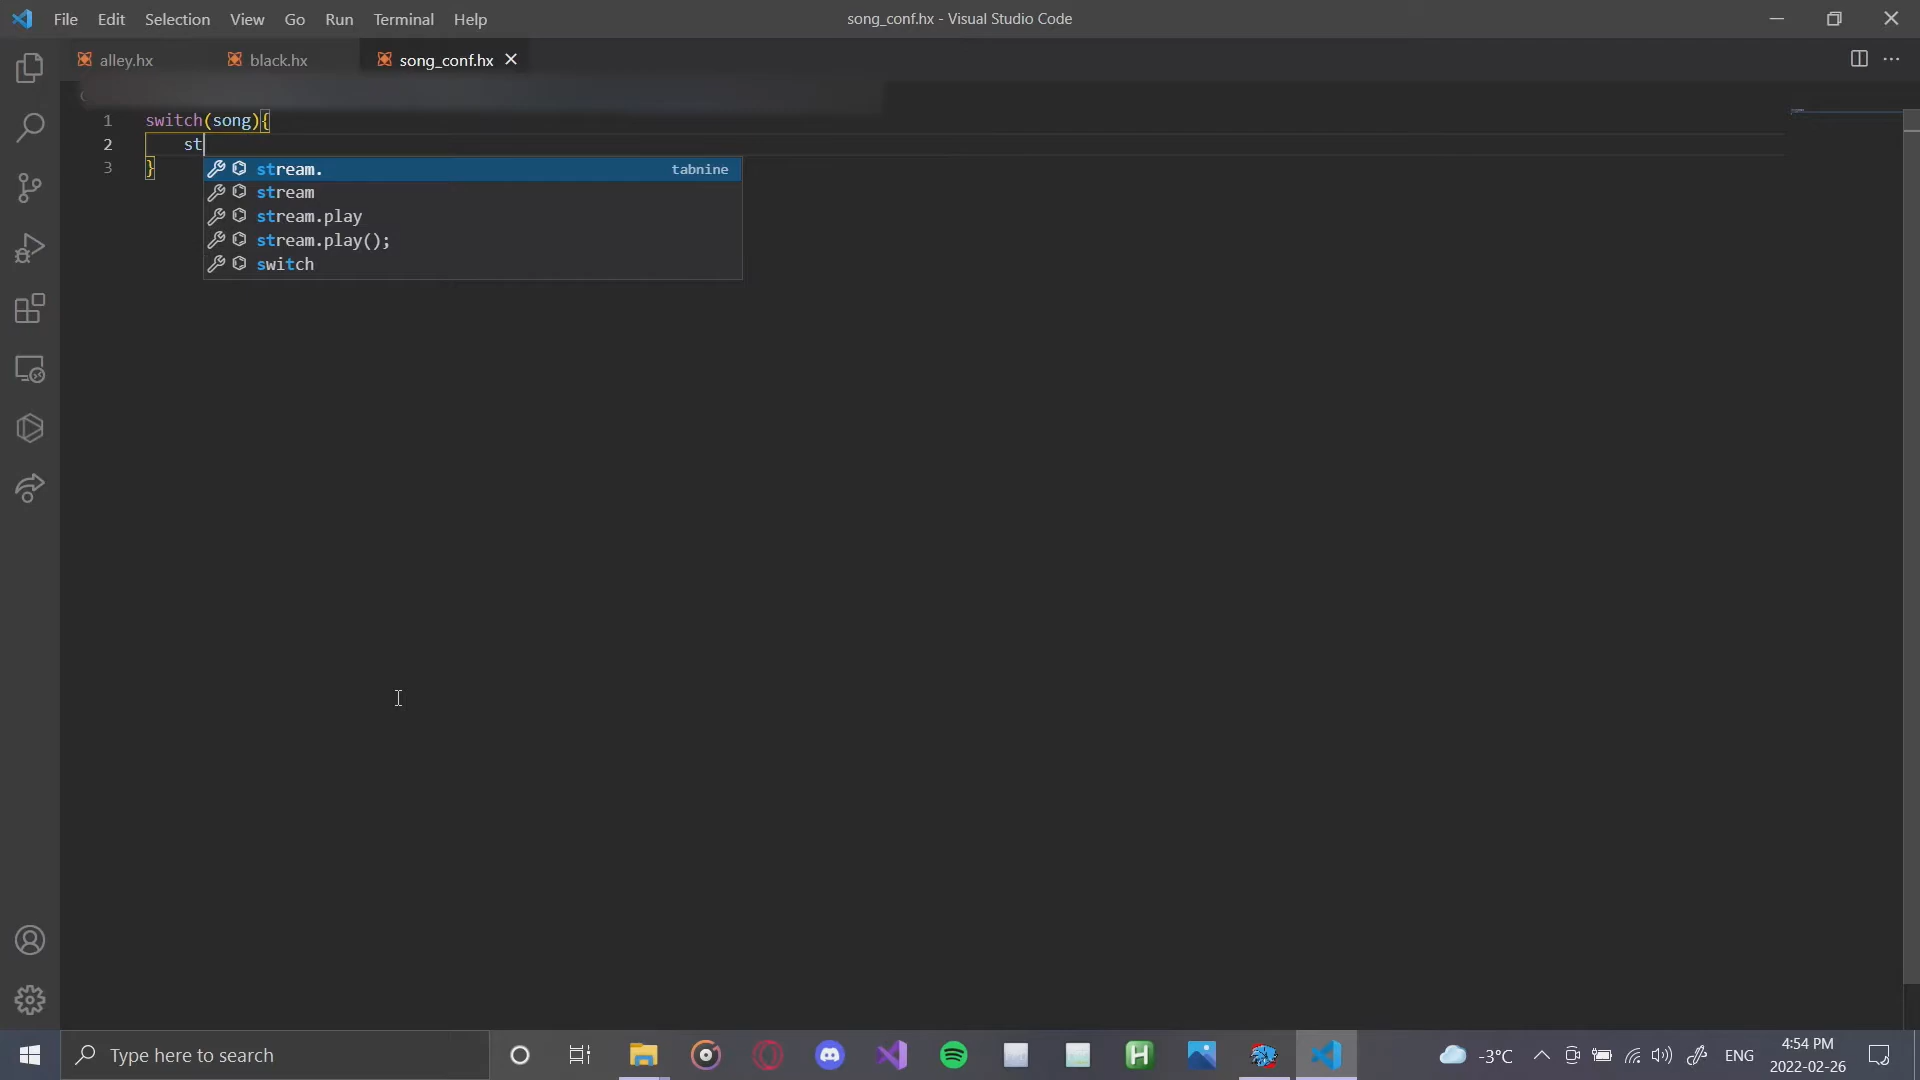 File Edit Selection View Go Run Terminal Help
song_conf.hx - Visual Studio Code
alley.hx black.hx song_conf.hx
1 switch(song){
2 st
3 }
stream. tabnine
stream
stream.play
stream.play();
switch
Type here to search
-3°C
ENG
4:54 PM
2022-02-26